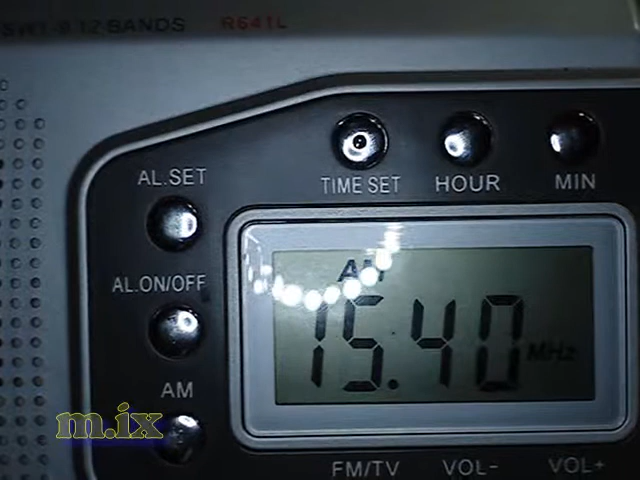 12 BANDS R641L
TIME SET HOUR MIN
AL.SET
AL.ON/OFF
AM
AM
15.40 MHz
m.ix
FM/TV VOL- VOL+